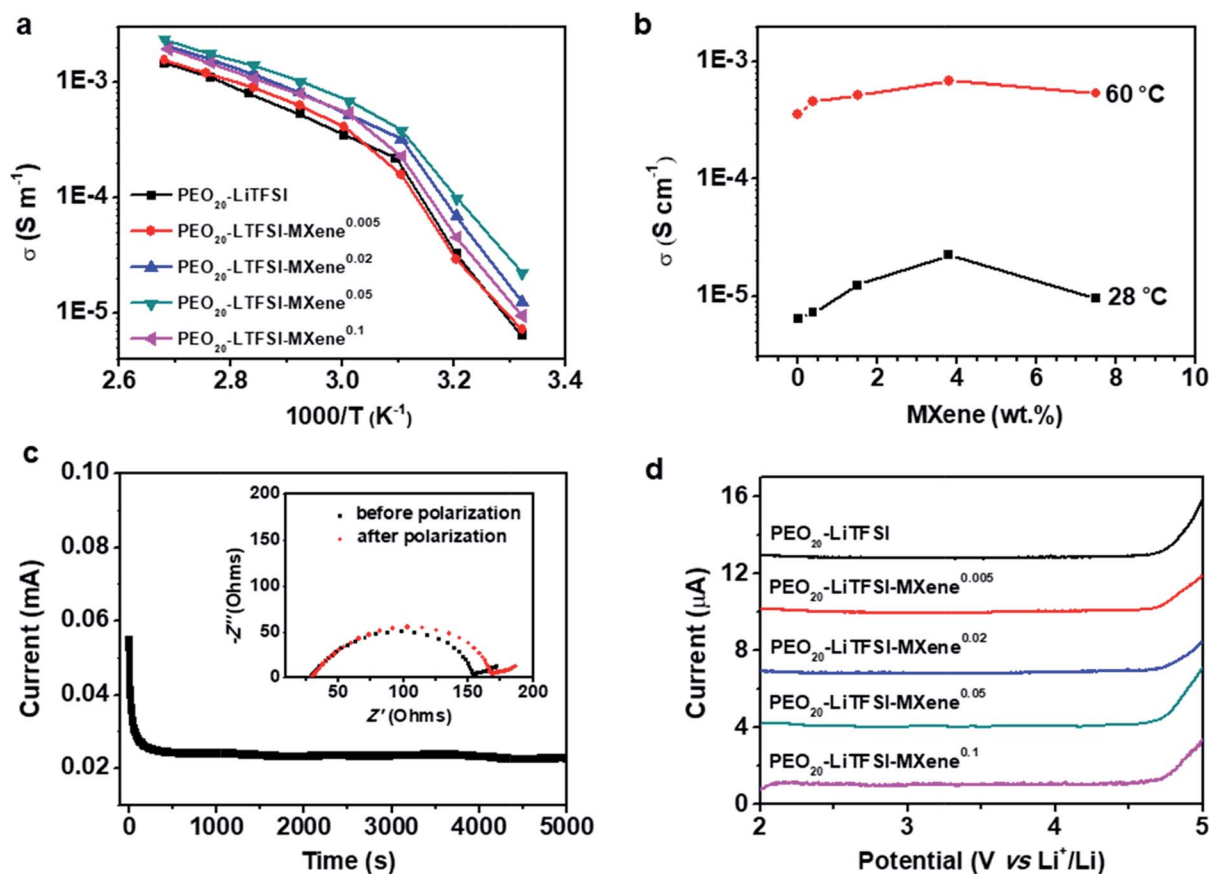 a
1E-3
1E-4
1E-5
σ (S m⁻¹)
PEO₂₀-LiTFSI
PEO₂₀-LTFSI-MXene⁰·⁰⁰⁵
PEO₂₀-LTFSI-MXene⁰·⁰²
PEO₂₀-LTFSI-MXene⁰·⁰⁵
PEO₂₀-LTFSI-MXene⁰·¹
2.6 2.8 3.0 3.2 3.4
1000/T (K⁻¹)
b
1E-3
1E-4
1E-5
σ (S cm⁻¹)
60 °C
28 °C
0 2 4 6 8 10
MXene (wt.%)
c
0.10
0.08
0.06
0.04
0.02
Current (mA)
200
150
100
50
0
-Z''(Ohms)
before polarization
after polarization
50 100 150 200
Z' (Ohms)
0 1000 2000 3000 4000 5000
Time (s)
d
16
12
8
4
0
Current (μA)
PEO₂₀-LiTFSI
PEO₂₀-LiTFSI-MXene⁰·⁰⁰⁵
PEO₂₀-LiTFSI-MXene⁰·⁰²
PEO₂₀-LiTFSI-MXene⁰·⁰⁵
PEO₂₀-LiTFSI-MXene⁰·¹
2 3 4 5
Potential (V vs Li⁺/Li)